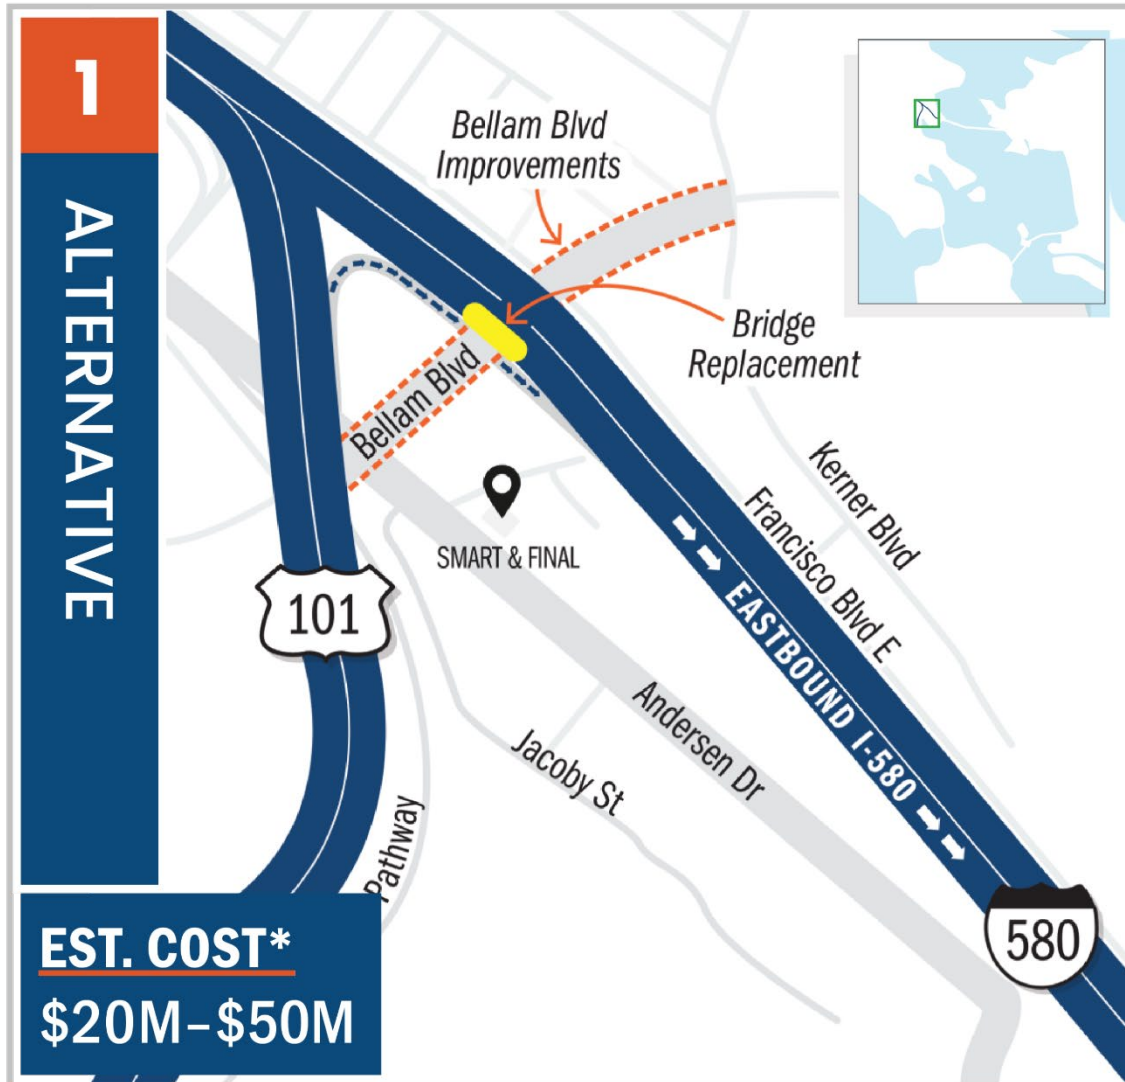 1
ALTERNATIVE
Bellam Blvd
Improvements
Bridge
Replacement
Bellam Blvd
SMART & FINAL
Kerner Blvd
Francisco Blvd E
EASTBOUND I-580
101
Andersen Dr
Jacoby St
Pathway
580
EST. COST*
$20M–$50M